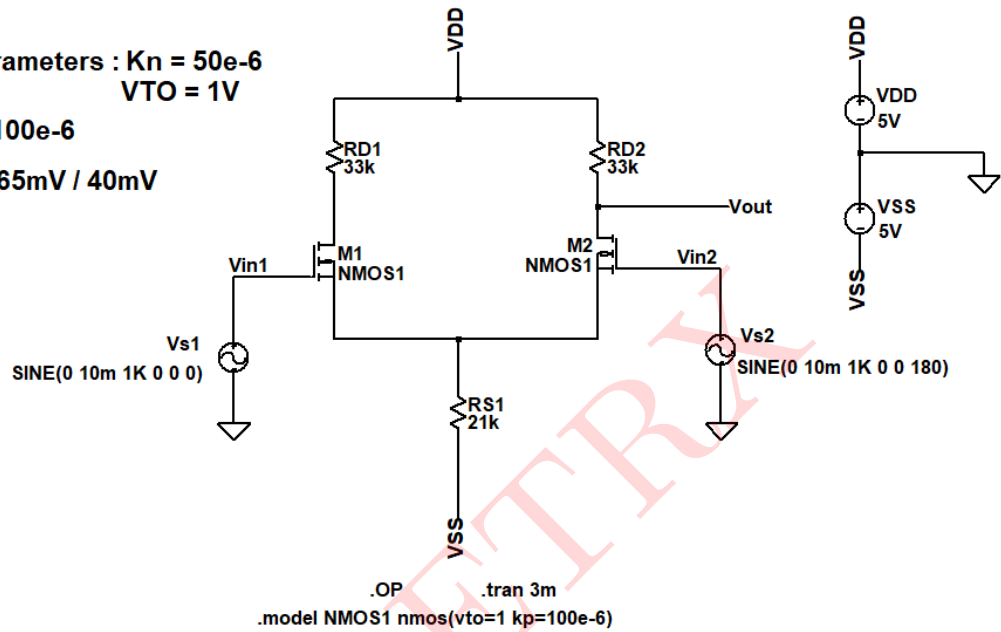 rameters : Kn = 50e-6
VTO = 1V
100e-6
65mV / 40mV
VDD
RD1
33k
RD2
33k
Vout
M1
NMOS1
M2
NMOS1
Vin1
Vin2
Vs1
SINE(0 10m 1K 0 0 0)
Vs2
SINE(0 10m 1K 0 0 180)
RS1
21k
VSS
VDD
VDD
5V
VSS
5V
VSS
.OP
.tran 3m
.model NMOS1 nmos(vto=1 kp=100e-6)
ETRX